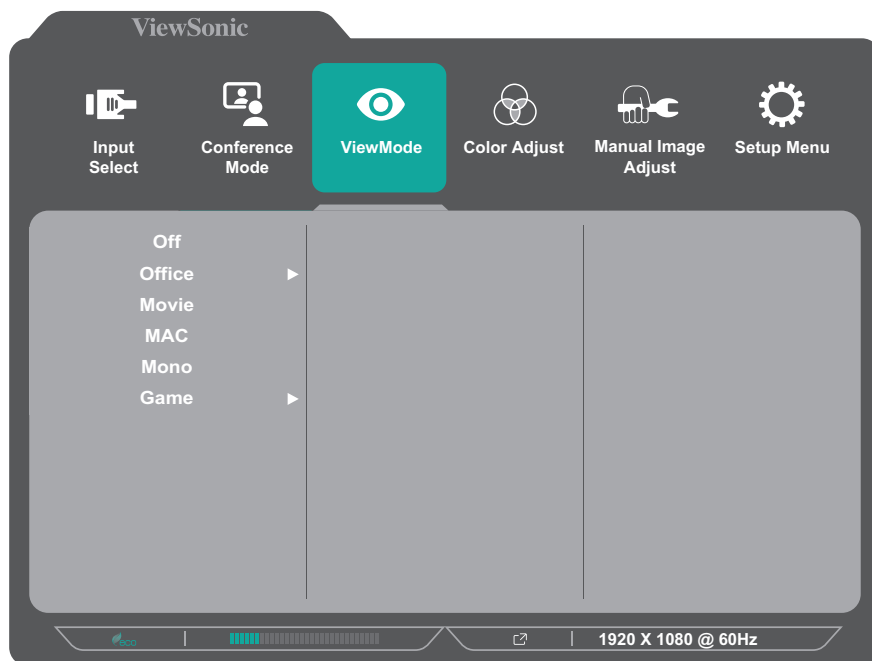 ViewSonic
Input
Select
Conference
Mode
ViewMode
Color Adjust
Manual Image
Adjust
Setup Menu
Off
Office
Movie
MAC
Mono
Game
eco
1920 X 1080 @ 60Hz